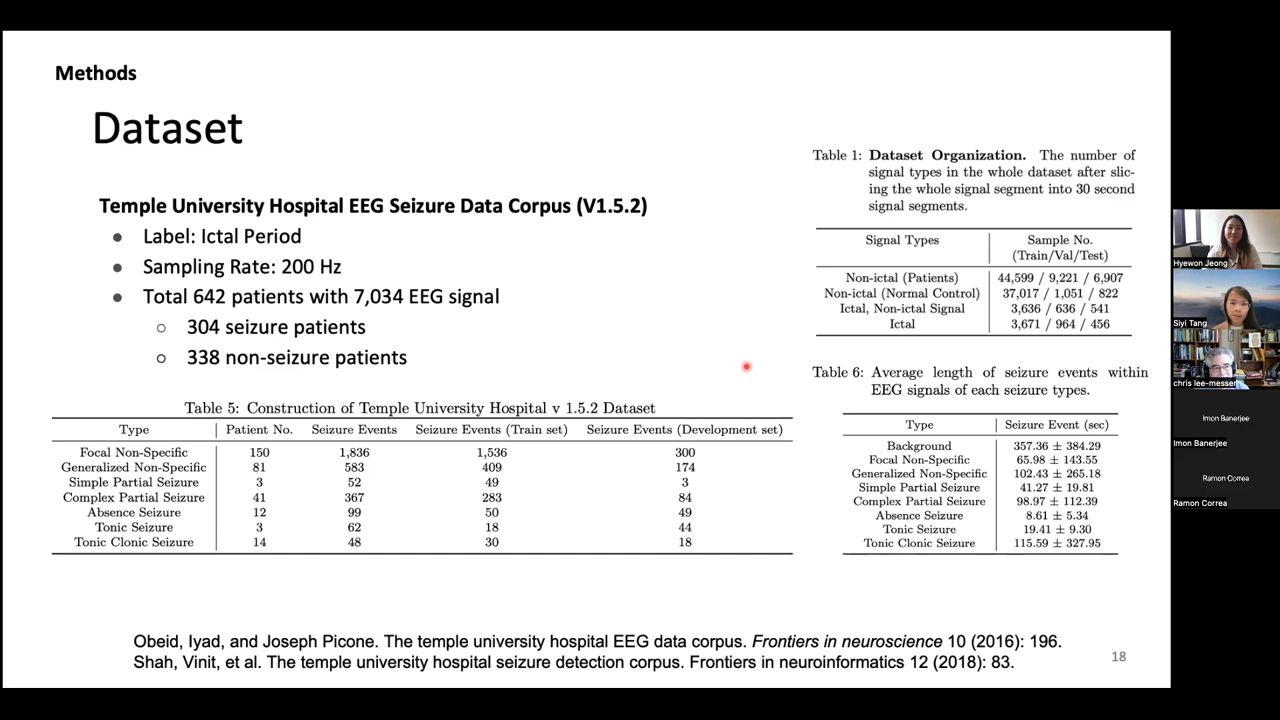 Methods
Dataset
Temple University Hospital EEG Seizure Data Corpus (V1.5.2)
● Label: Ictal Period
● Sampling Rate: 200 Hz
● Total 642 patients with 7,034 EEG signal
○ 304 seizure patients
○ 338 non-seizure patients
Table 5: Construction of Temple University Hospital v 1.5.2 Dataset
Type Patient No. Seizure Events Seizure Events (Train set) Seizure Events (Development set)
Focal Non-Specific 150 1,836 1,536 300
Generalized Non-Specific 81 583 409 174
Simple Partial Seizure 3 52 49 3
Complex Partial Seizure 41 367 283 84
Absence Seizure 12 99 50 49
Tonic Seizure 3 62 18 44
Tonic Clonic Seizure 14 48 30 18
Table 1: Dataset Organization. The number of
signal types in the whole dataset after slic-
ing the whole signal segment into 30 second
signal segments.
Signal Types Sample No.
(Train/Val/Test)
Non-ictal (Patients) 44,599 / 9,221 / 6,907
Non-ictal (Normal Control) 37,017 / 1,051 / 822
Ictal, Non-ictal Signal 3,636 / 636 / 541
Ictal 3,671 / 964 / 456
Table 6: Average length of seizure events within
EEG signals of each seizure types.
Type Seizure Event (sec)
Background 357.36 ± 384.29
Focal Non-Specific 65.98 ± 143.55
Generalized Non-Specific 102.43 ± 265.18
Simple Partial Seizure 41.27 ± 19.81
Complex Partial Seizure 98.97 ± 112.39
Absence Seizure 8.61 ± 5.34
Tonic Seizure 19.41 ± 9.30
Tonic Clonic Seizure 115.59 ± 327.95
Obeid, Iyad, and Joseph Picone. The temple university hospital EEG data corpus. Frontiers in neuroscience 10 (2016): 196.
Shah, Vinit, et al. The temple university hospital seizure detection corpus. Frontiers in neuroinformatics 12 (2018): 83.
18
Hyewon Jeong
Siyi Tang
chris lee-messer
Imon Banerjee
Imon Banerjee
Ramon Correa
Ramon Correa